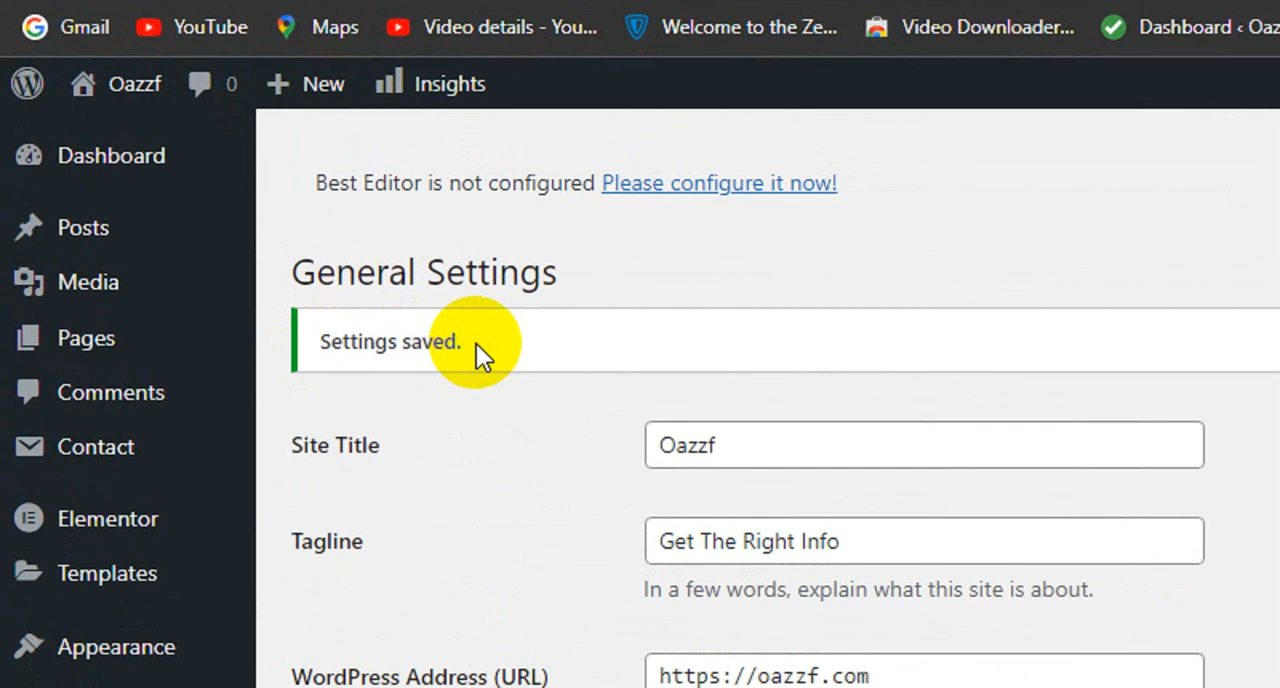 Gmail YouTube Maps Video details - You... Welcome to the Ze... Video Downloader... Dashboard ‹ Oaz
Oazzf 0 New Insights
Dashboard
Posts
Media
Pages
Comments
Contact
Elementor
Templates
Appearance
Best Editor is not configured Please configure it now!
General Settings
Settings saved.
Site Title Oazzf
Tagline Get The Right Info
In a few words, explain what this site is about.
WordPress Address (URL) https://oazzf.com